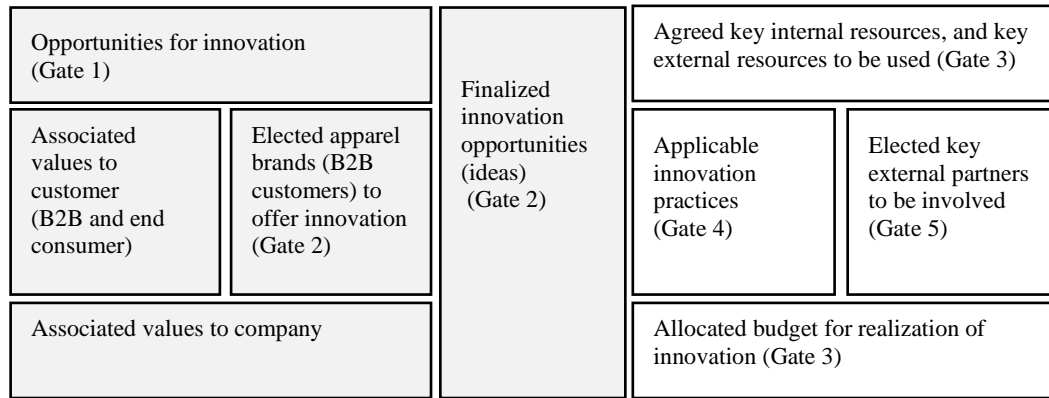 Opportunities for innovation
(Gate 1)
Associated
values to
customer
(B2B and end
consumer)
Elected apparel
brands (B2B
customers) to
offer innovation
(Gate 2)
Associated values to company
Finalized
innovation
opportunities
(ideas)
(Gate 2)
Agreed key internal resources, and key
external resources to be used (Gate 3)
Applicable
innovation
practices
(Gate 4)
Elected key
external partners
to be involved
(Gate 5)
Allocated budget for realization of
innovation (Gate 3)